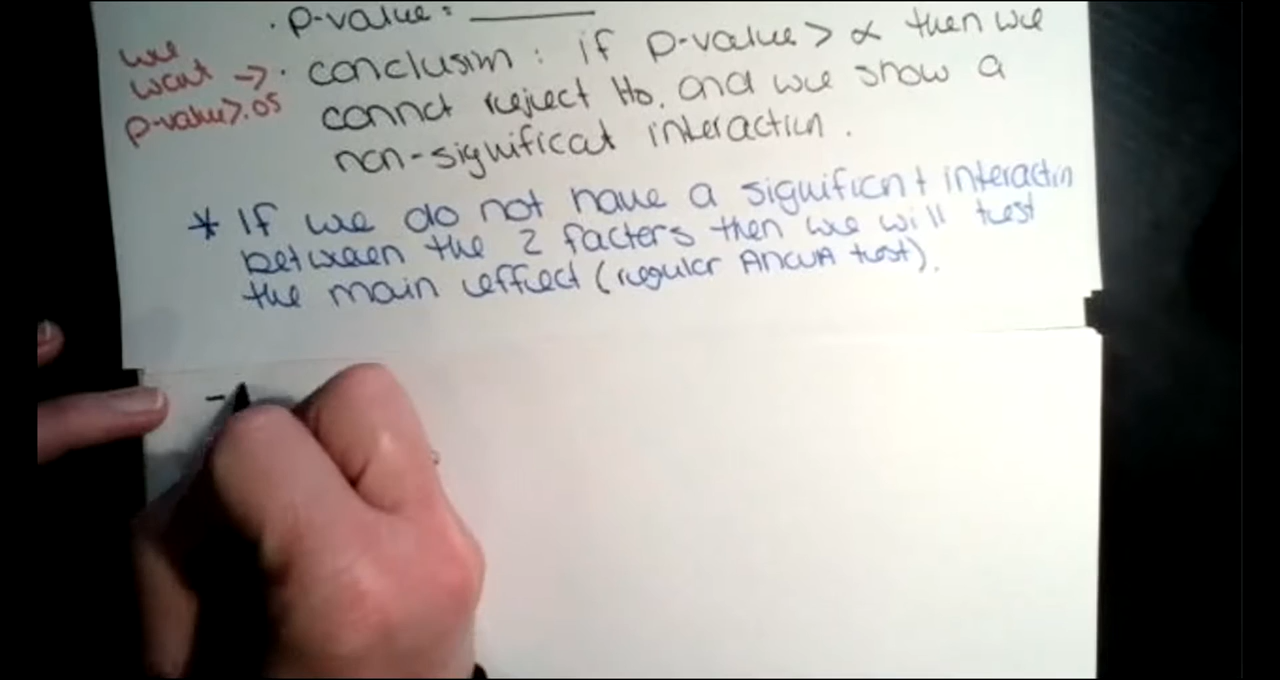 · p-value: ______
we
want →
p-value>.05
· conclusion: if p-value > α then we
cannot reject Ho. and we show a
non-significat interaction.
* If we do not have a significant interaction
between the 2 factors then we will test
the main effect (regular ANOVA test).
-